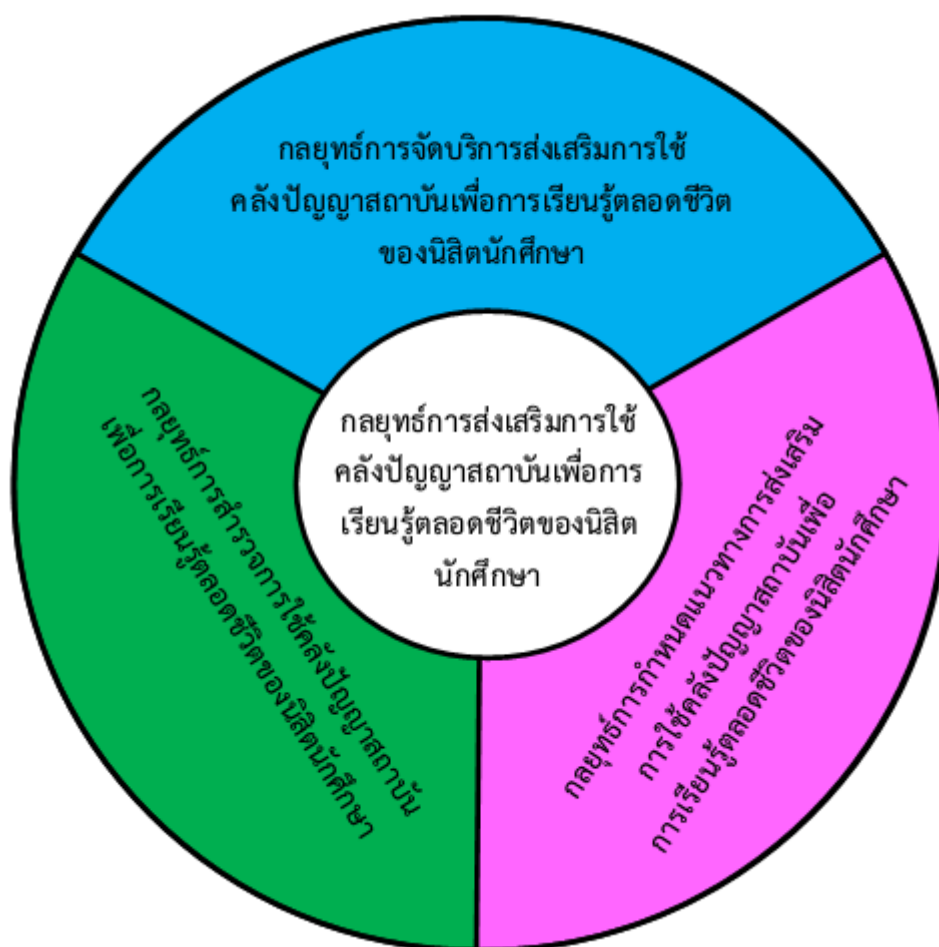 กลยุทธ์การจัดบริการส่งเสริมการใช้
คลังปัญญาสถาบันเพื่อการเรียนรู้ตลอดชีวิต
ของนิสิตนักศึกษา
กลยุทธ์การส่งเสริมการใช้
คลังปัญญาสถาบันเพื่อการ
เรียนรู้ตลอดชีวิตของนิสิต
นักศึกษา
กลยุทธ์การสำรวจการใช้คลังปัญญาสถาบัน
เพื่อการเรียนรู้ตลอดชีวิตของนิสิตนักศึกษา
กลยุทธ์การกำหนดแนวทางการส่งเสริม
การใช้คลังปัญญาสถาบันเพื่อ
การเรียนรู้ตลอดชีวิตของนิสิตนักศึกษา